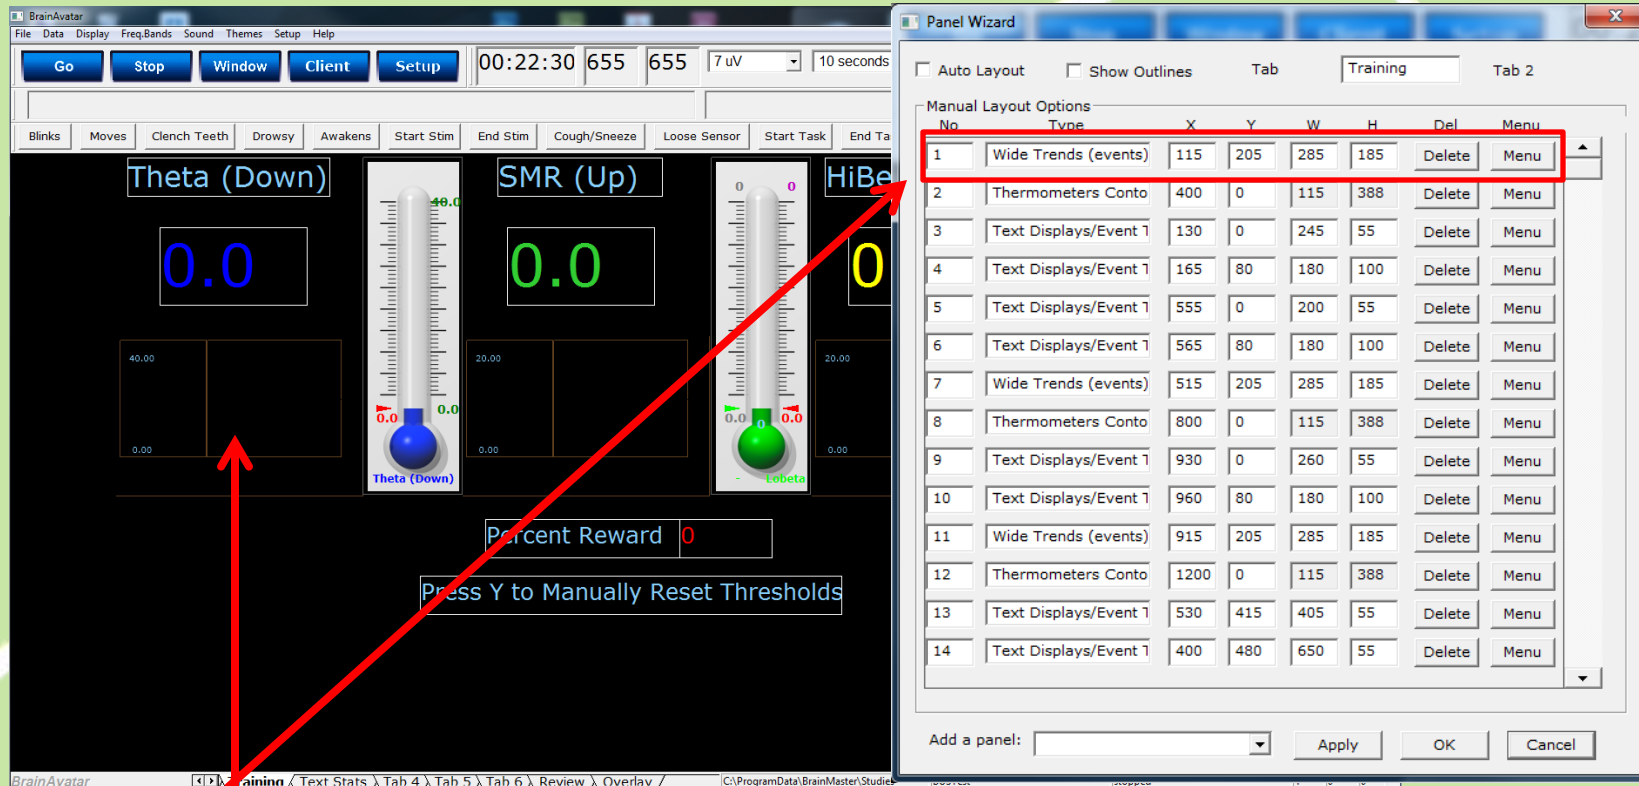 BrainAvatar
File Data Display Freq.Bands Sound Themes Setup Help
Go Stop Window Client Setup 00:22:30 655 655 7 uV 10 seconds
Blinks Moves Clench Teeth Drowsy Awakens Start Stim End Stim Cough/Sneeze Loose Sensor Start Task End Ta
Theta (Down) SMR (Up) HiBe
0 0
40.0
0.0 0.0 0
40.00 20.00 20.00
0.0 0.0 0.0 0.0
0
0.00 0.00 0.00
Theta (Down) - Lobeta
Percent Reward 0
Press Y to Manually Reset Thresholds
BrainAvatar Training Text Stats Tab 4 Tab 5 Tab 6 Review Overlay C:\ProgramData\BrainMaster\Studies
Panel Wizard
Auto Layout Show Outlines Tab Training Tab 2
Manual Layout Options
No Type X Y W H Del Menu
1 Wide Trends (events) 115 205 285 185 Delete Menu
2 Thermometers Conto 400 0 115 388 Delete Menu
3 Text Displays/Event T 130 0 245 55 Delete Menu
4 Text Displays/Event T 165 80 180 100 Delete Menu
5 Text Displays/Event T 555 0 200 55 Delete Menu
6 Text Displays/Event T 565 80 180 100 Delete Menu
7 Wide Trends (events) 515 205 285 185 Delete Menu
8 Thermometers Conto 800 0 115 388 Delete Menu
9 Text Displays/Event T 930 0 260 55 Delete Menu
10 Text Displays/Event T 960 80 180 100 Delete Menu
11 Wide Trends (events) 915 205 285 185 Delete Menu
12 Thermometers Conto 1200 0 115 388 Delete Menu
13 Text Displays/Event T 530 415 405 55 Delete Menu
14 Text Displays/Event T 400 480 650 55 Delete Menu
Add a panel: Apply OK Cancel